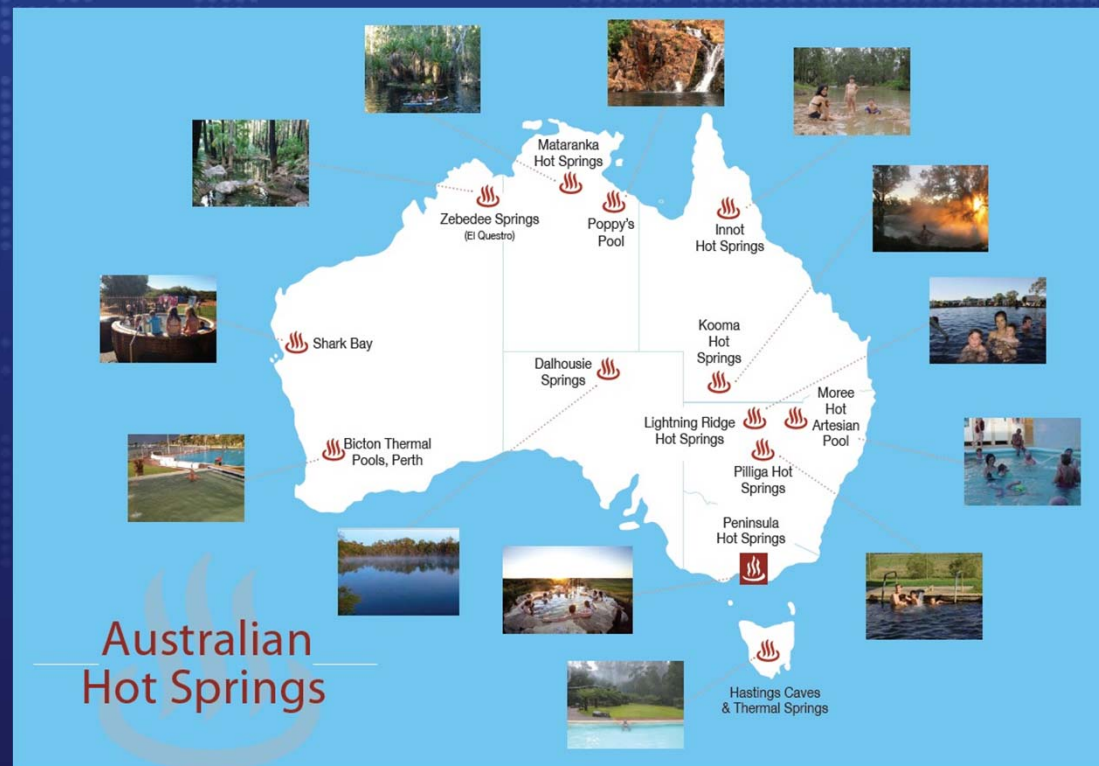 Mataranka
Hot Springs
Zebedee Springs
(El Questro)
Poppy's
Pool
Innot
Hot Springs
Shark Bay
Kooma
Hot
Springs
Dalhousie
Springs
Moree
Hot
Artesian
Pool
Lightning Ridge
Hot Springs
Bicton Thermal
Pools, Perth
Pilliga Hot
Springs
Peninsula
Hot Springs
Australian
Hot Springs
Hastings Caves
& Thermal Springs